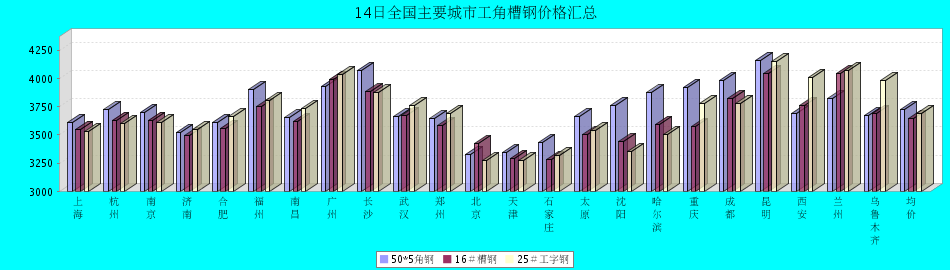 14日全国主要城市工角槽钢价格汇总
4250
4000
3750
3500
3250
3000
上海
杭州
南京
济南
合肥
福州
南昌
广州
长沙
武汉
郑州
北京
天津
石家庄
太原
沈阳
哈尔滨
重庆
成都
昆明
西安
兰州
乌鲁木齐
均价
50*5角钢 16#槽钢 25#工字钢